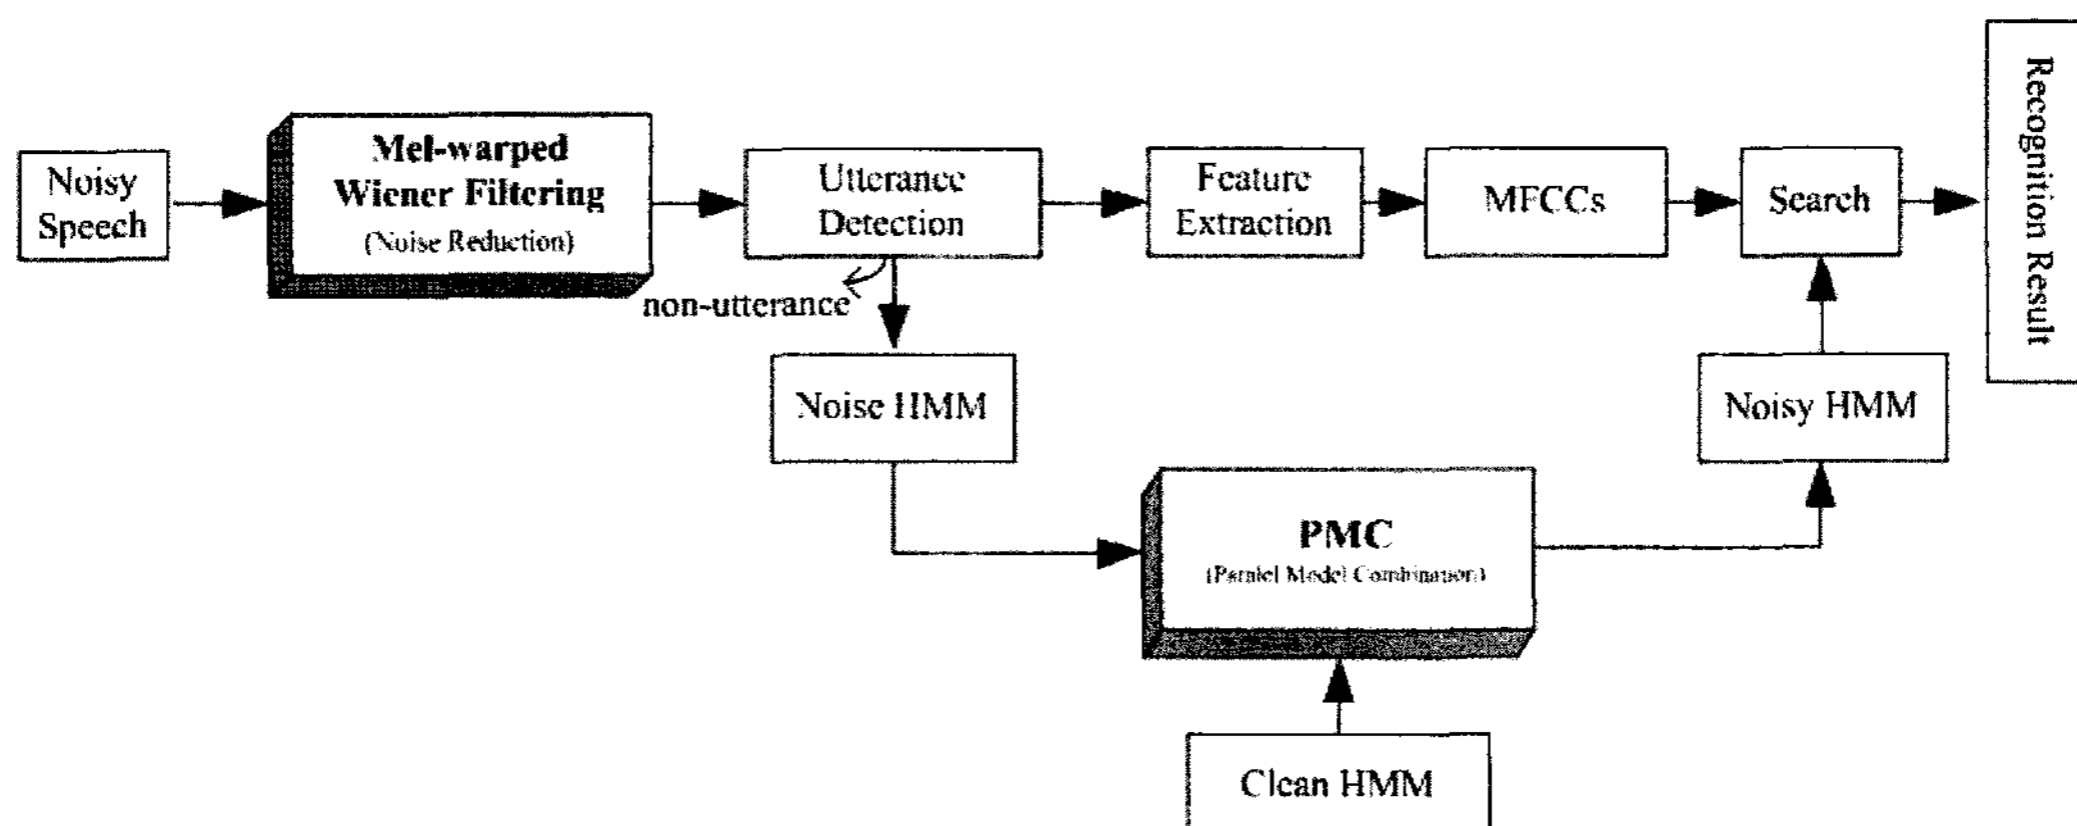 Noisy
Speech
Mel-warped
Wiener Filtering
(Noise Reduction)
Utterance
Detection
Feature
Extraction
MFCCs
Search
Recognition Result
non-utterance
Noise HMM
Noisy HMM
PMC
(Parallel Model Combination)
Clean HMM